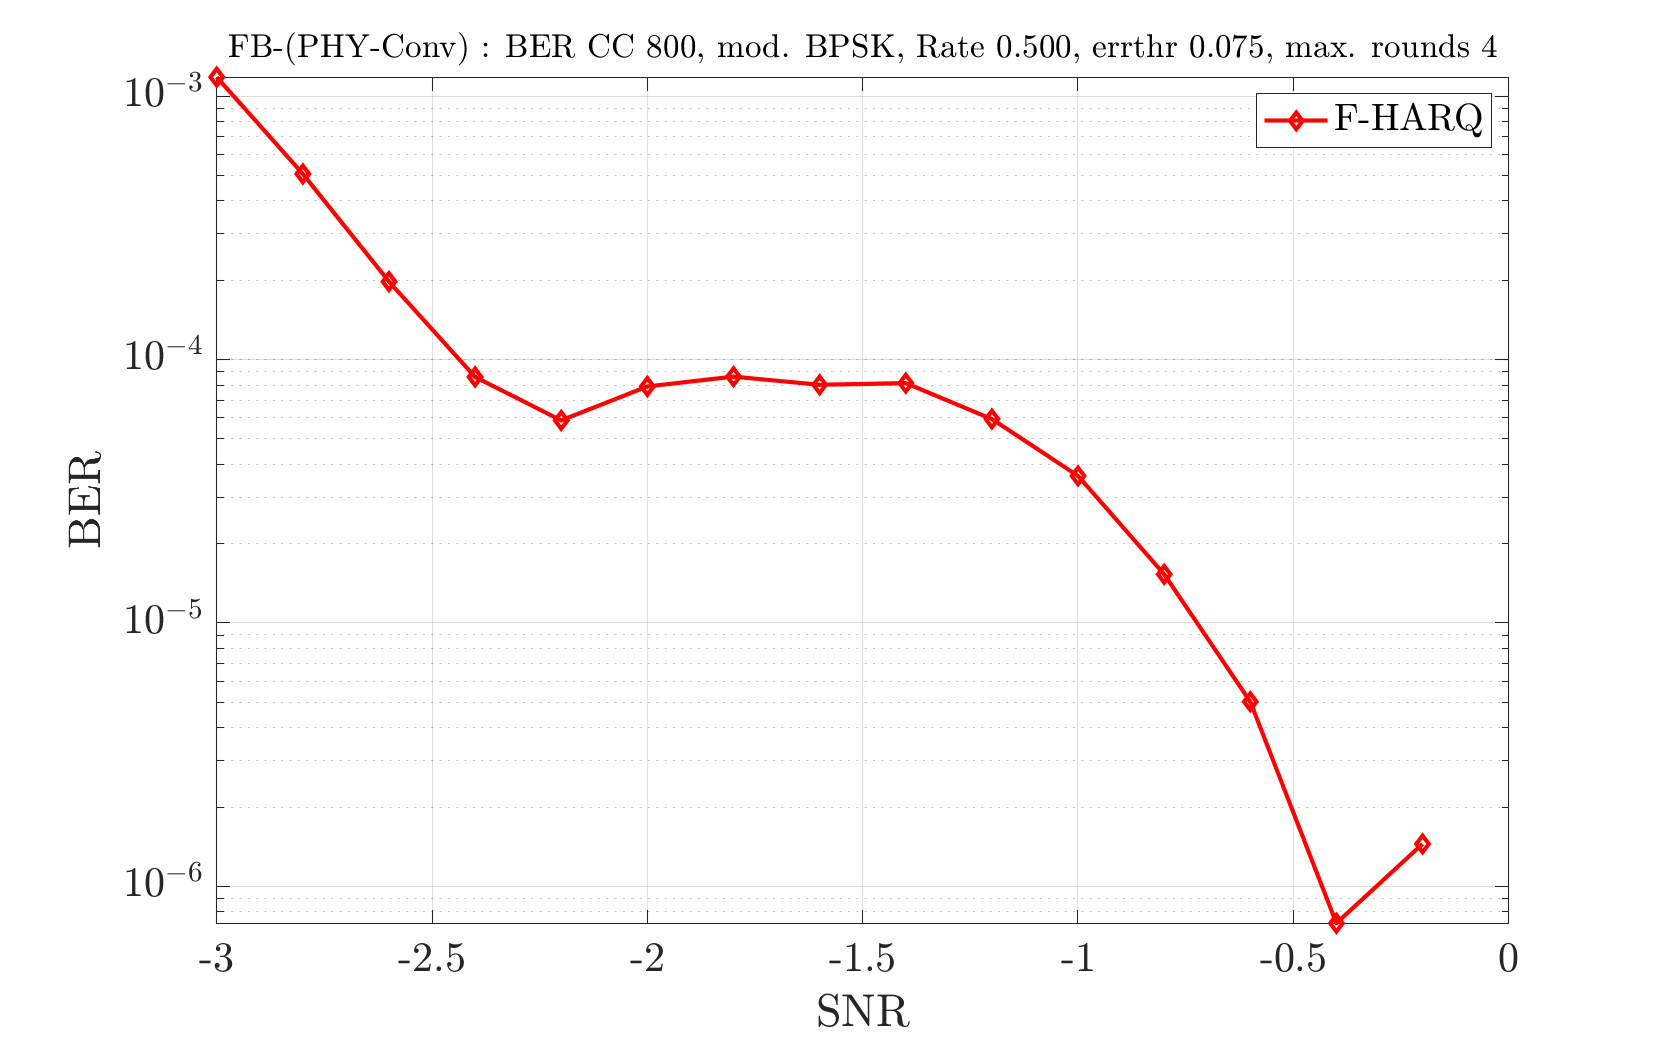 FB-(PHY-Conv) : BER CC 800, mod. BPSK, Rate 0.500, errthr 0.075, max. rounds 4
F-HARQ
10^{-3}
10^{-4}
10^{-5}
10^{-6}
BER
-3 -2.5 -2 -1.5 -1 -0.5 0
SNR